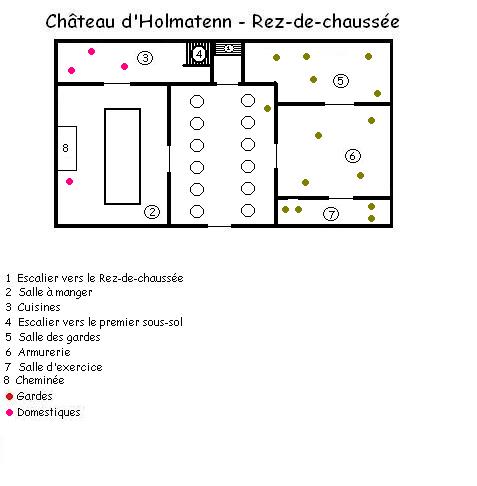 Château d'Holmatenn - Rez-de-chaussée
4
1
3
5
8
6
2
7
1 Escalier vers le Rez-de-chaussée
2 Salle à manger
3 Cuisines
4 Escalier vers le premier sous-sol
5 Salle des gardes
6 Armurerie
7 Salle d'exercice
8 Cheminée
Gardes
Domestiques